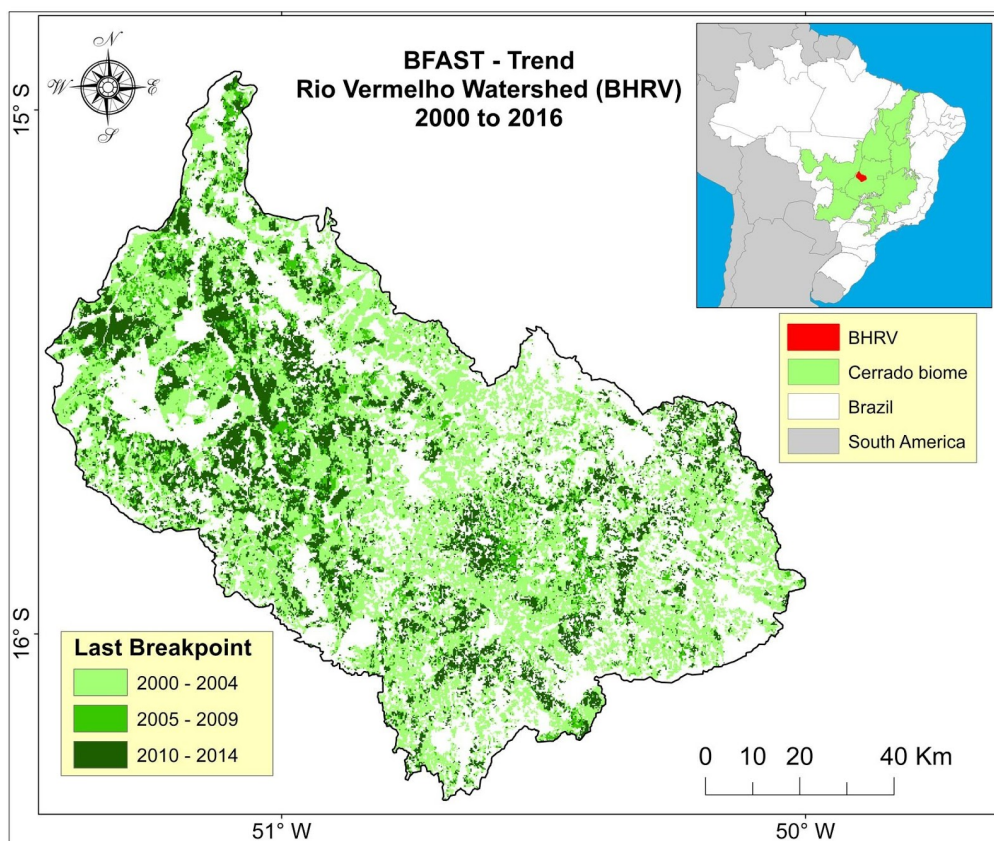 BFAST - Trend
Rio Vermelho Watershed (BHRV)
2000 to 2016
N
W
E
S
15° S
16° S
BHRV
Cerrado biome
Brazil
South America
Last Breakpoint
2000 - 2004
2005 - 2009
2010 - 2014
0 10 20 40 Km
51° W
50° W